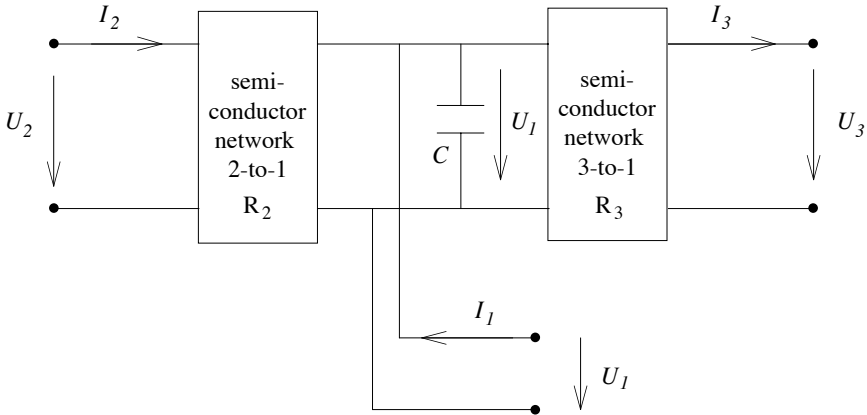 I2
I3
semi-
conductor
network
2-to-1
R2
semi-
conductor
network
3-to-1
R3
U2
C
U1
U3
I1
U1